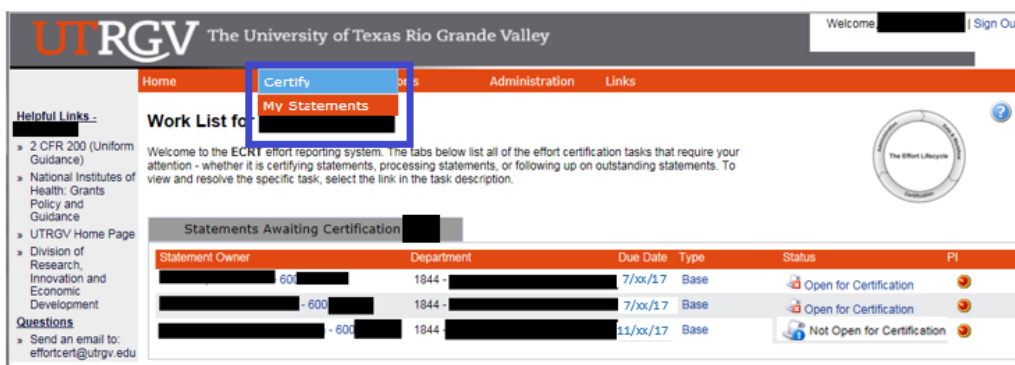 UTRGV The University of Texas Rio Grande Valley
Welcome, | Sign Ou
Home Certify Administration Links
My Statements
Helpful Links -
» 2 CFR 200 (Uniform
Guidance)
» National Institutes of
Health: Grants
Policy and
Guidance
» UTRGV Home Page
» Division of
Research,
Innovation and
Economic
Development
Questions
» Send an email to:
effortcert@utrgv.edu
Work List for
Welcome to the ECRT effort reporting system. The tabs below list all of the effort certification tasks that require your
attention - whether it is certifying statements, processing statements, or following up on outstanding statements. To
view and resolve the specific task, select the link in the task description.
The Effort Lifecycle
Certification
Statements Awaiting Certification
Statement Owner Department Due Date Type Status PI
- 600 1844 - 7/xx/17 Base Open for Certification
- 600 1844 - 7/xx/17 Base Open for Certification
- 600 1844 - 11/xx/17 Base Not Open for Certification